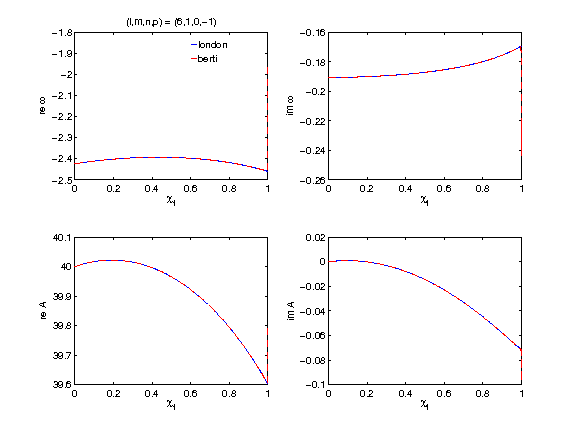 (l,m,n,p) = (6,1,0,−1)
−1.8
−1.9
−2
−2.1
−2.2
−2.3
−2.4
−2.5
re ω
0 0.2 0.4 0.6 0.8 1
χf
london
berti
−0.16
−0.18
−0.2
−0.22
−0.24
−0.26
im ω
0 0.2 0.4 0.6 0.8 1
χf
40.1
40
39.9
39.8
39.7
39.6
re A
0 0.2 0.4 0.6 0.8 1
χf
0.02
0
−0.02
−0.04
−0.06
−0.08
−0.1
im A
0 0.2 0.4 0.6 0.8 1
χf